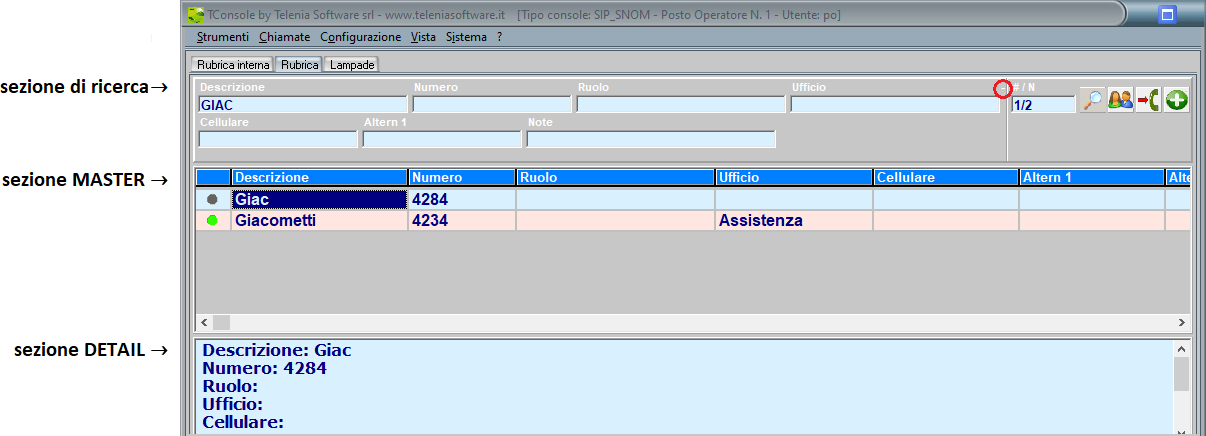 TConsole by Telenia Software srl - www.teleniasoftware.it [Tipo console: SIP_SNOM - Posto Operatore N. 1 - Utente: po]
Strumenti Chiamate Configurazione Vista Sistema ?
Rubrica interna Rubrica Lampade
sezione di ricerca→
Descrizione Numero Ruolo Ufficio # / N
GIAC 1/2
Cellulare Altern 1 Note
sezione MASTER →
Descrizione Numero Ruolo Ufficio Cellulare Altern 1 Alte
Giac 4284
Giacometti 4234 Assistenza
sezione DETAIL →
Descrizione: Giac
Numero: 4284
Ruolo:
Ufficio:
Cellulare: